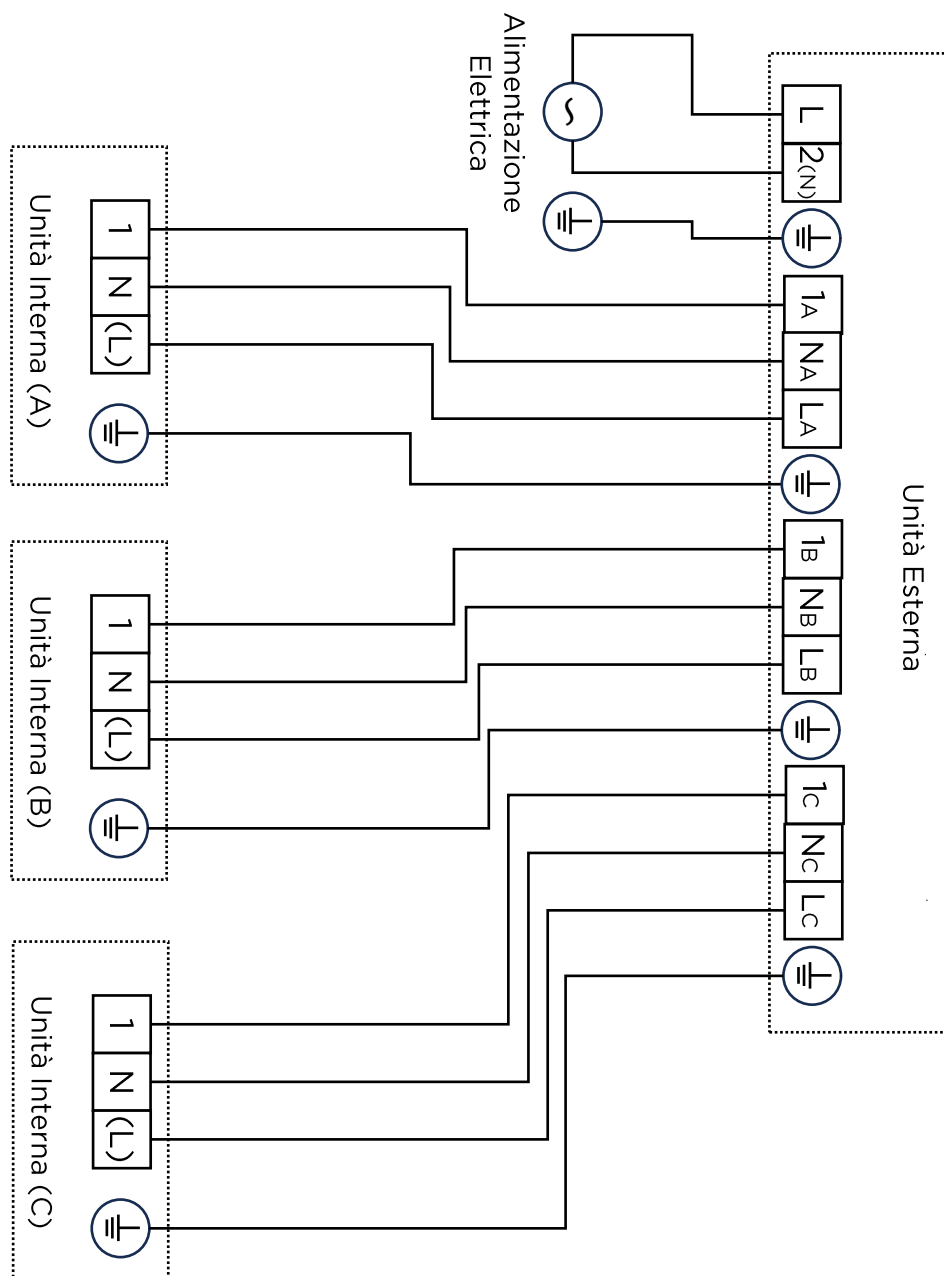 Unità Esterna
L 2(N) 1A NA LA 1B NB LB 1C NC LC
Alimentazione
Elettrica
1 N (L)
Unità Interna (A)
1 N (L)
Unità Interna (B)
1 N (L)
Unità Interna (C)